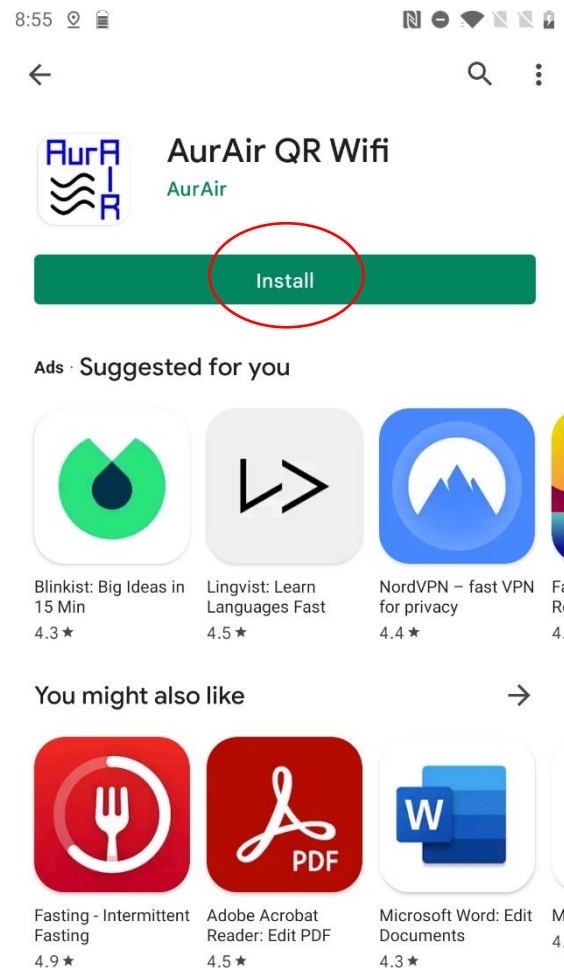 8:55
AurAIR
AurAir QR Wifi
AurAir
Install
Ads · Suggested for you
Blinkist: Big Ideas in
15 Min
4.3 ★
Lingvist: Learn
Languages Fast
4.5 ★
NordVPN – fast VPN
for privacy
4.4 ★
You might also like
PDF
W
Fasting - Intermittent
Fasting
4.9 ★
Adobe Acrobat
Reader: Edit PDF
4.5 ★
Microsoft Word: Edit
Documents
4.3 ★